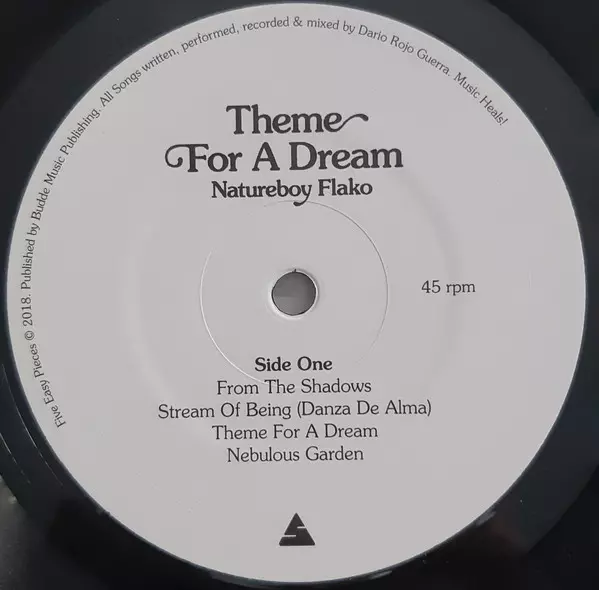 Five Easy Pieces © 2018. Published by Budde Music Publishing. All Songs written, performed, recorded & mixed by Dario Rojo Guerra. Music Heals!
Theme
For A Dream
Natureboy Flako
45 rpm
Side One
From The Shadows
Stream Of Being (Danza De Alma)
Theme For A Dream
Nebulous Garden